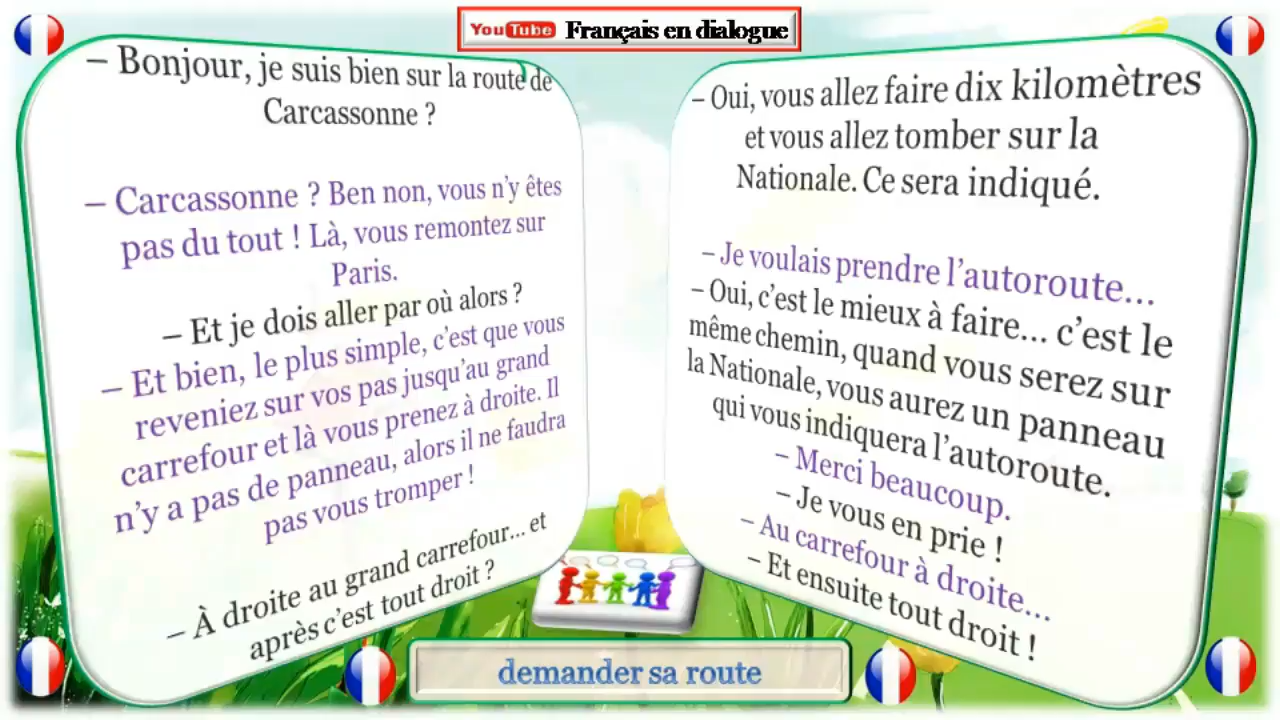 YouTube Français en dialogue
– Bonjour, je suis bien sur la route de
Carcassonne ?
– Carcassonne ? Ben non, vous n’y êtes
pas du tout ! Là, vous remontez sur
Paris.
– Et je dois aller par où alors ?
– Et bien, le plus simple, c’est que vous
reveniez sur vos pas jusqu’au grand
carrefour et là vous prenez à droite. Il
n’y a pas de panneau, alors il ne faudra
pas vous tromper !
– À droite au grand carrefour... et
après c’est tout droit ?
– Oui, vous allez faire dix kilomètres
et vous allez tomber sur la
Nationale. Ce sera indiqué.
– Je voulais prendre l’autoroute...
– Oui, c’est le mieux à faire... c’est le
même chemin, quand vous serez sur
la Nationale, vous aurez un panneau
qui vous indiquera l’autoroute.
– Merci beaucoup.
– Je vous en prie !
– Au carrefour à droite...
– Et ensuite tout droit !
demander sa route